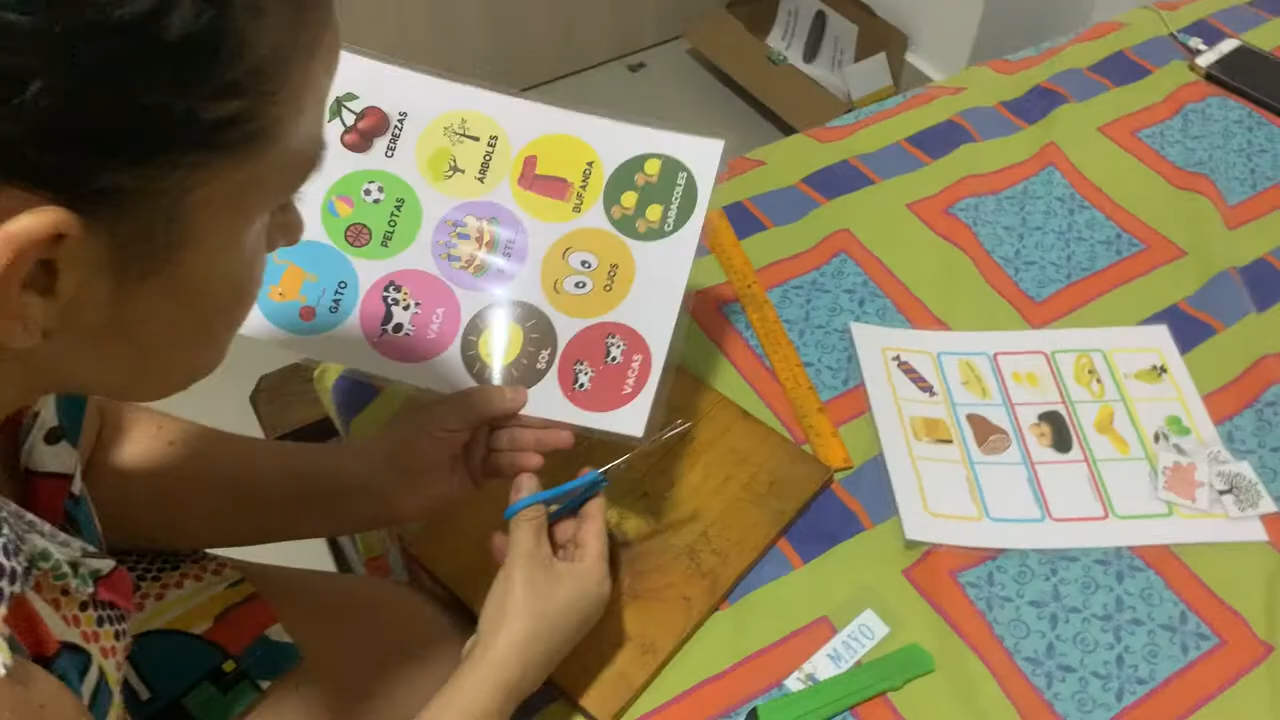 CEREZAS
ÁRBOLES
BUFANDA
CARACOLES
PELOTAS
OJOS
GATO
VACA
SOL
VACAS
MAYO